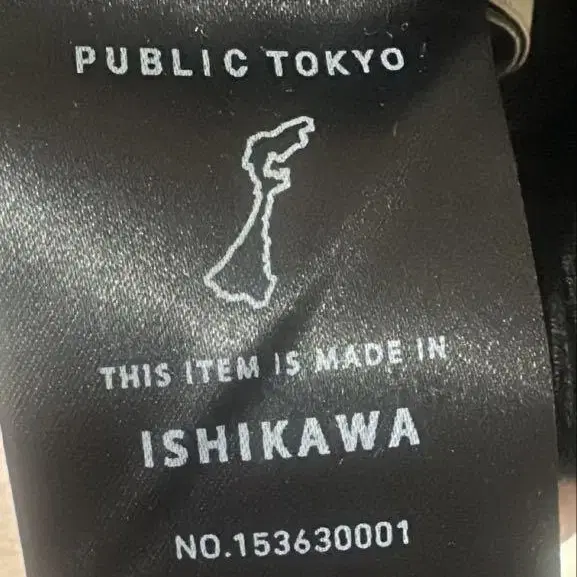 PUBLIC TOKYO
THIS ITEM IS MADE IN
ISHIKAWA
NO.153630001